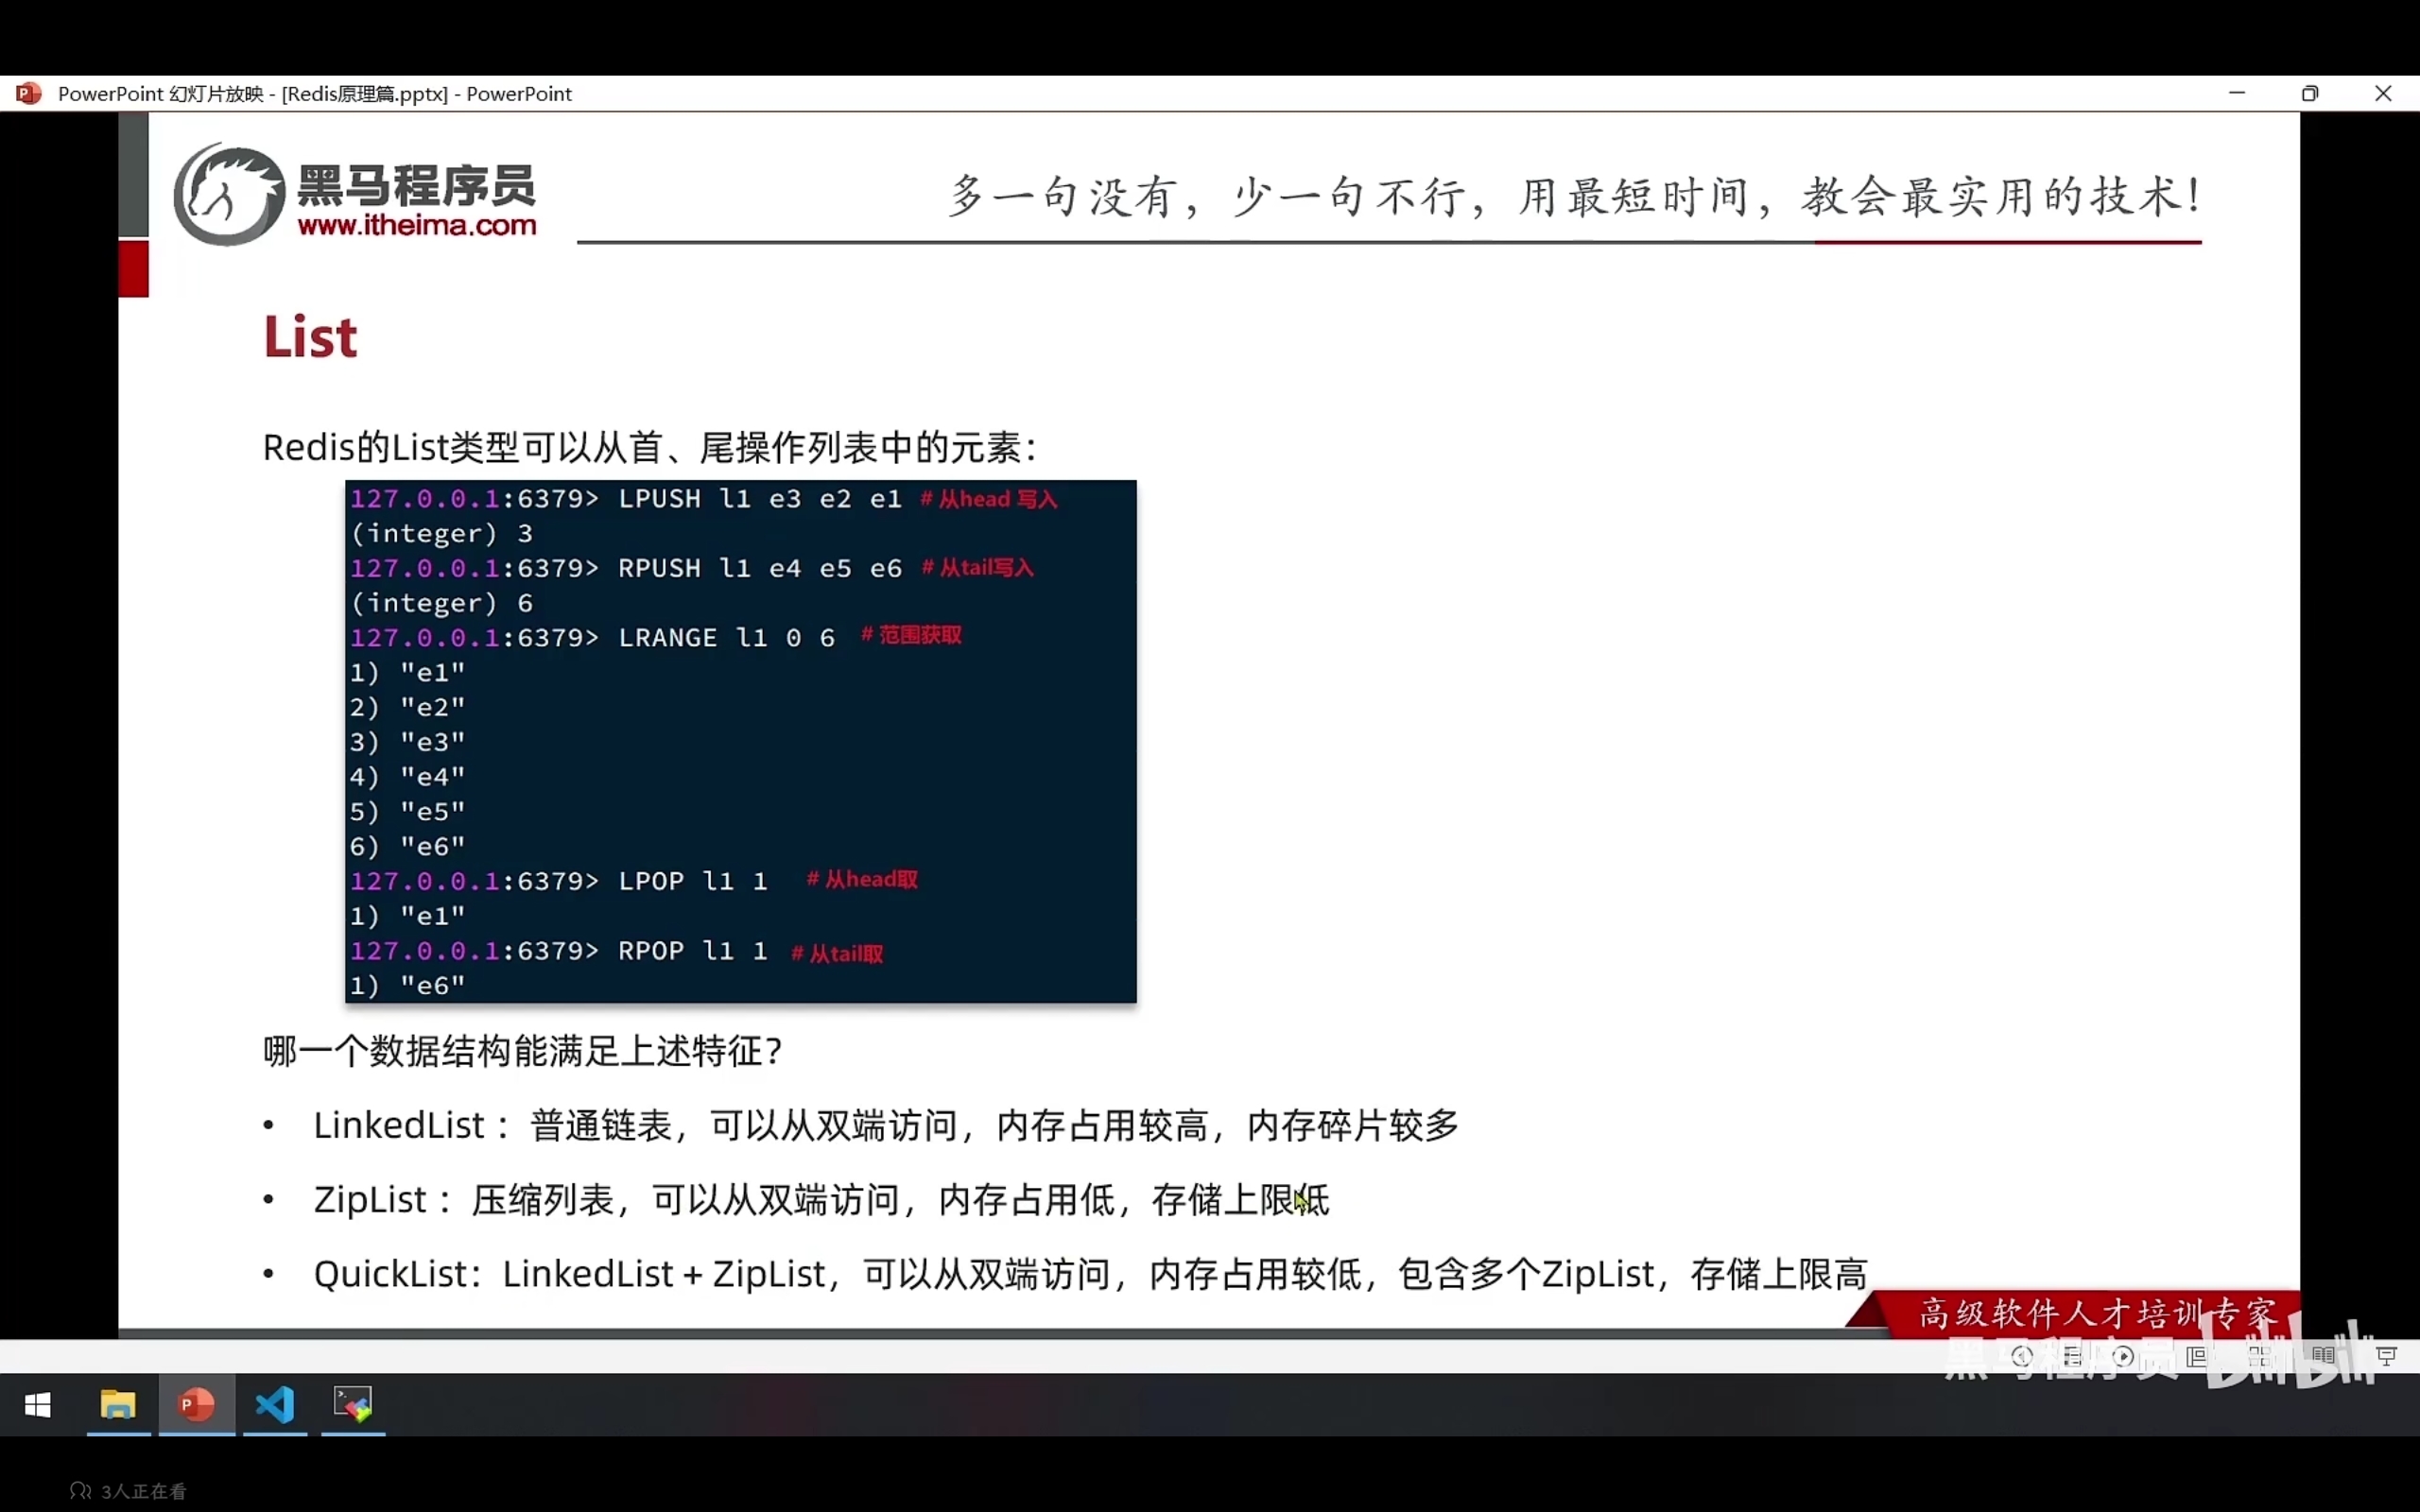 PowerPoint 幻灯片放映 - [Redis原理篇.pptx] - PowerPoint
黑马程序员
www.itheima.com
多一句没有，少一句不行，用最短时间，教会最实用的技术！
List
Redis的List类型可以从首、尾操作列表中的元素：
127.0.0.1:6379> LPUSH l1 e3 e2 e1 # 从head 写入
(integer) 3
127.0.0.1:6379> RPUSH l1 e4 e5 e6 # 从tail写入
(integer) 6
127.0.0.1:6379> LRANGE l1 0 6 # 范围获取
1) "e1"
2) "e2"
3) "e3"
4) "e4"
5) "e5"
6) "e6"
127.0.0.1:6379> LPOP l1 1 # 从head取
1) "e1"
127.0.0.1:6379> RPOP l1 1 # 从tail取
1) "e6"
哪一个数据结构能满足上述特征？
• LinkedList ：普通链表，可以从双端访问，内存占用较高，内存碎片较多
• ZipList ：压缩列表，可以从双端访问，内存占用低，存储上限低
• QuickList：LinkedList + ZipList，可以从双端访问，内存占用较低，包含多个ZipList，存储上限高
高级软件人才培训专家
黑马程序员 bilibili
3人正在看